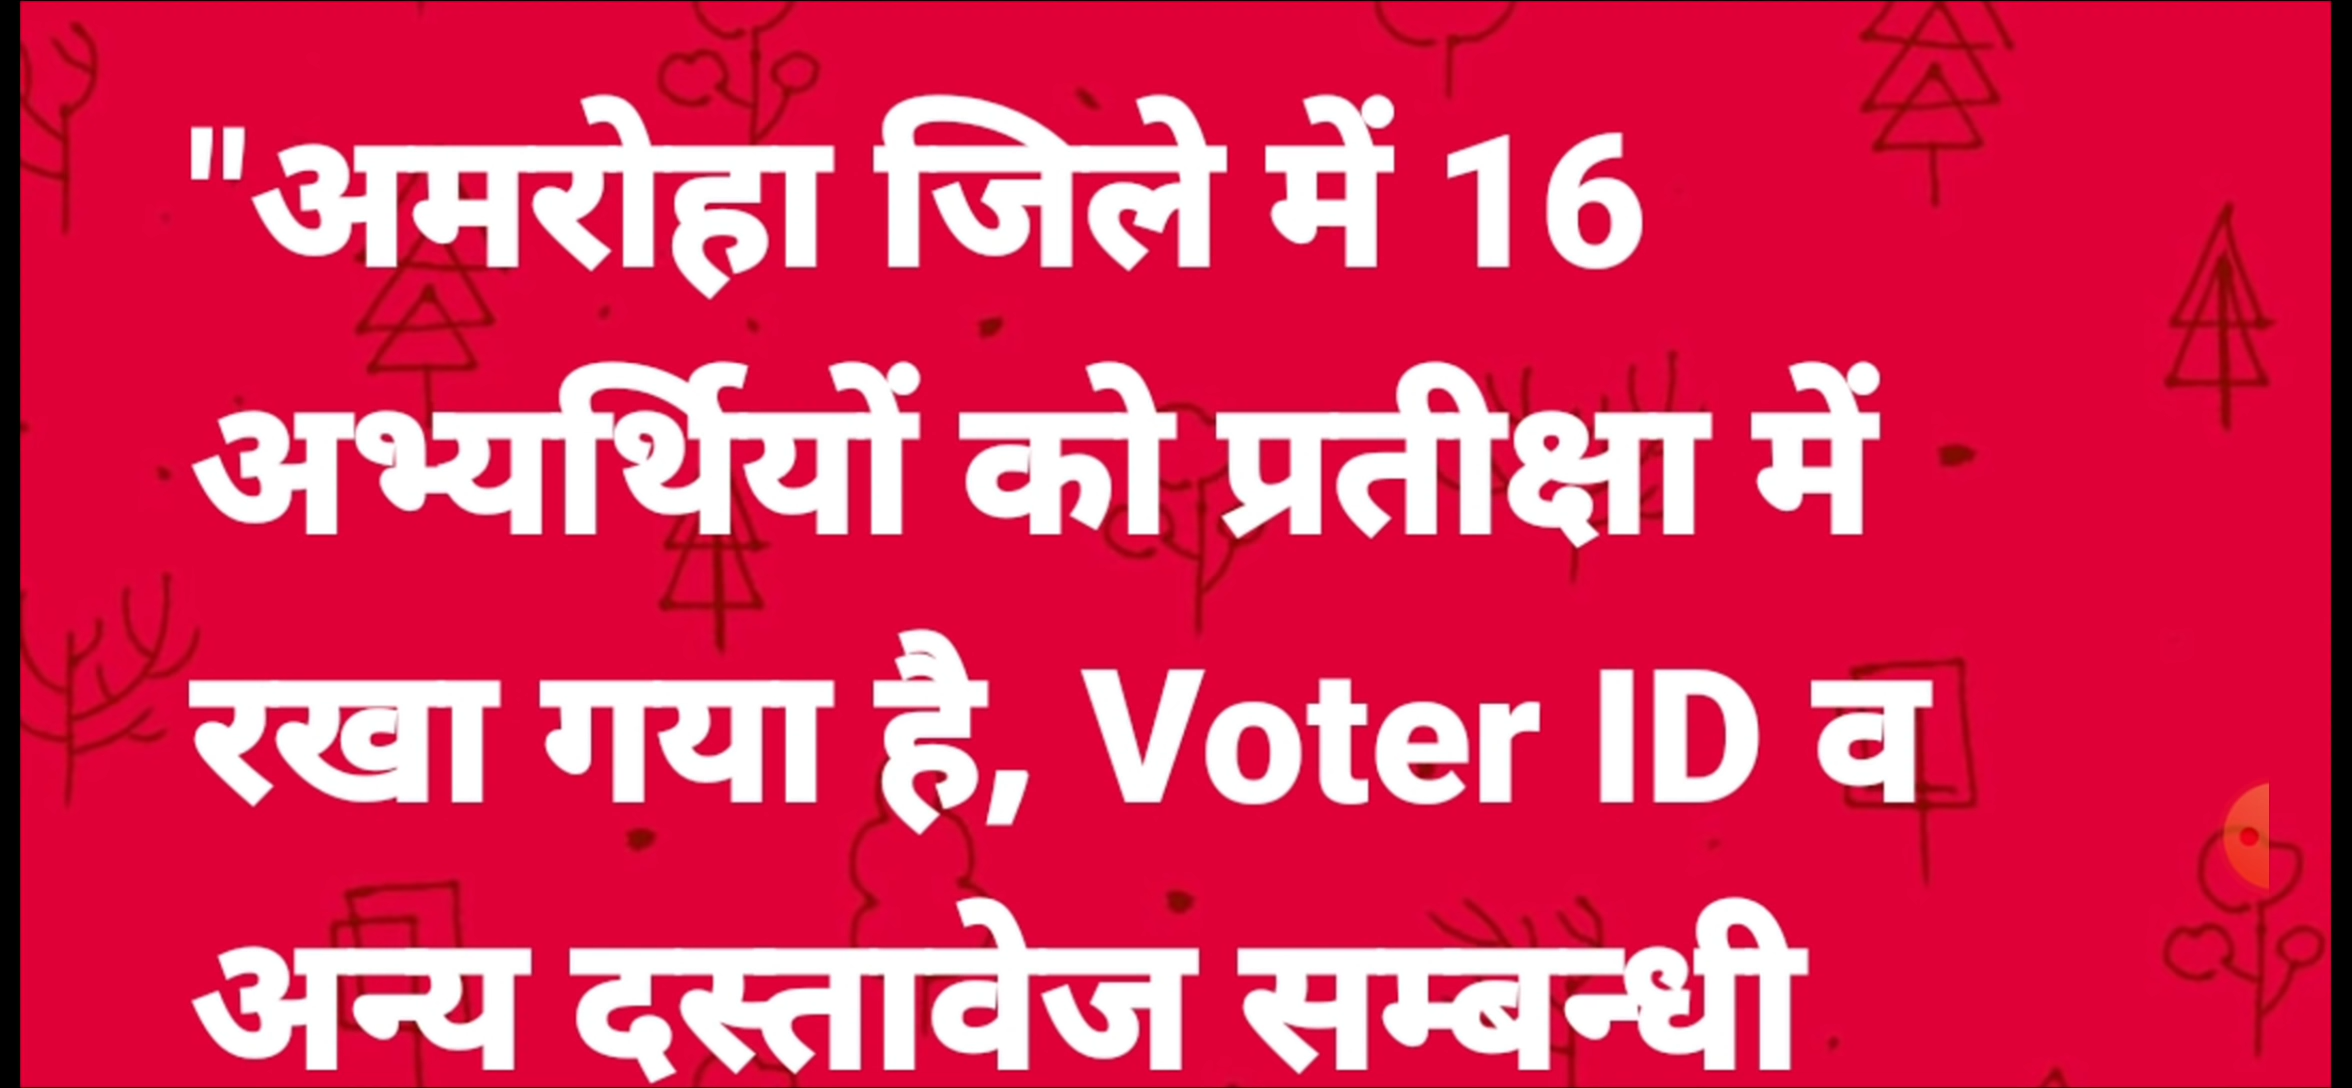 "अमरोहा जिले में 16
अभ्यर्थियों को प्रतीक्षा में
रखा गया है, Voter ID व
अन्य दस्तावेज सम्बन्धी